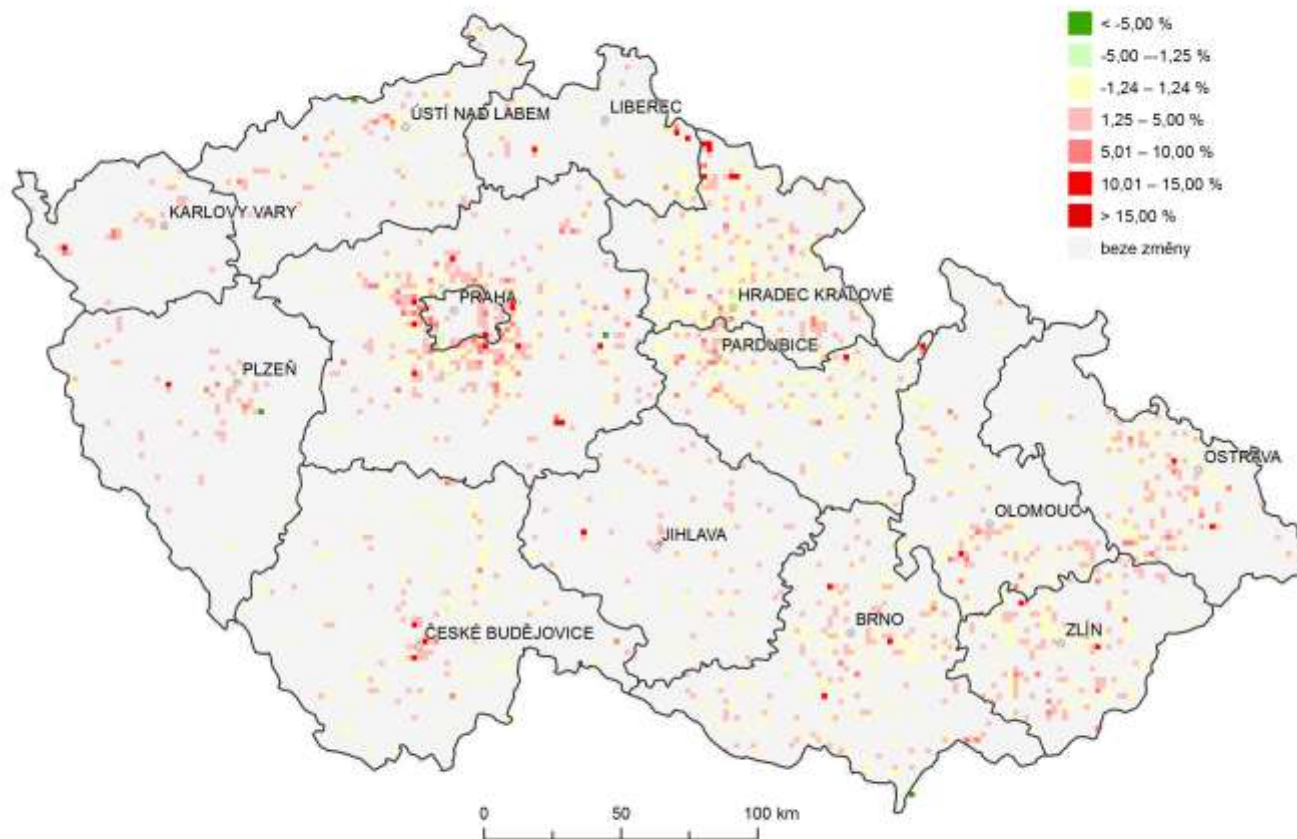 < -5,00 %
-5,00 –-1,25 %
-1,24 – 1,24 %
1,25 – 5,00 %
5,01 – 10,00 %
10,01 – 15,00 %
> 15,00 %
beze změny
ÚSTÍ NAD LABEM
LIBEREC
KARLOVY VARY
PRAHA
HRADEC KRÁLOVÉ
PARDUBICE
PLZEŇ
OSTRAVA
OLOMOUC
JIHLAVA
BRNO
ČESKÉ BUDĚJOVICE
ZLÍN
0 50 100 km